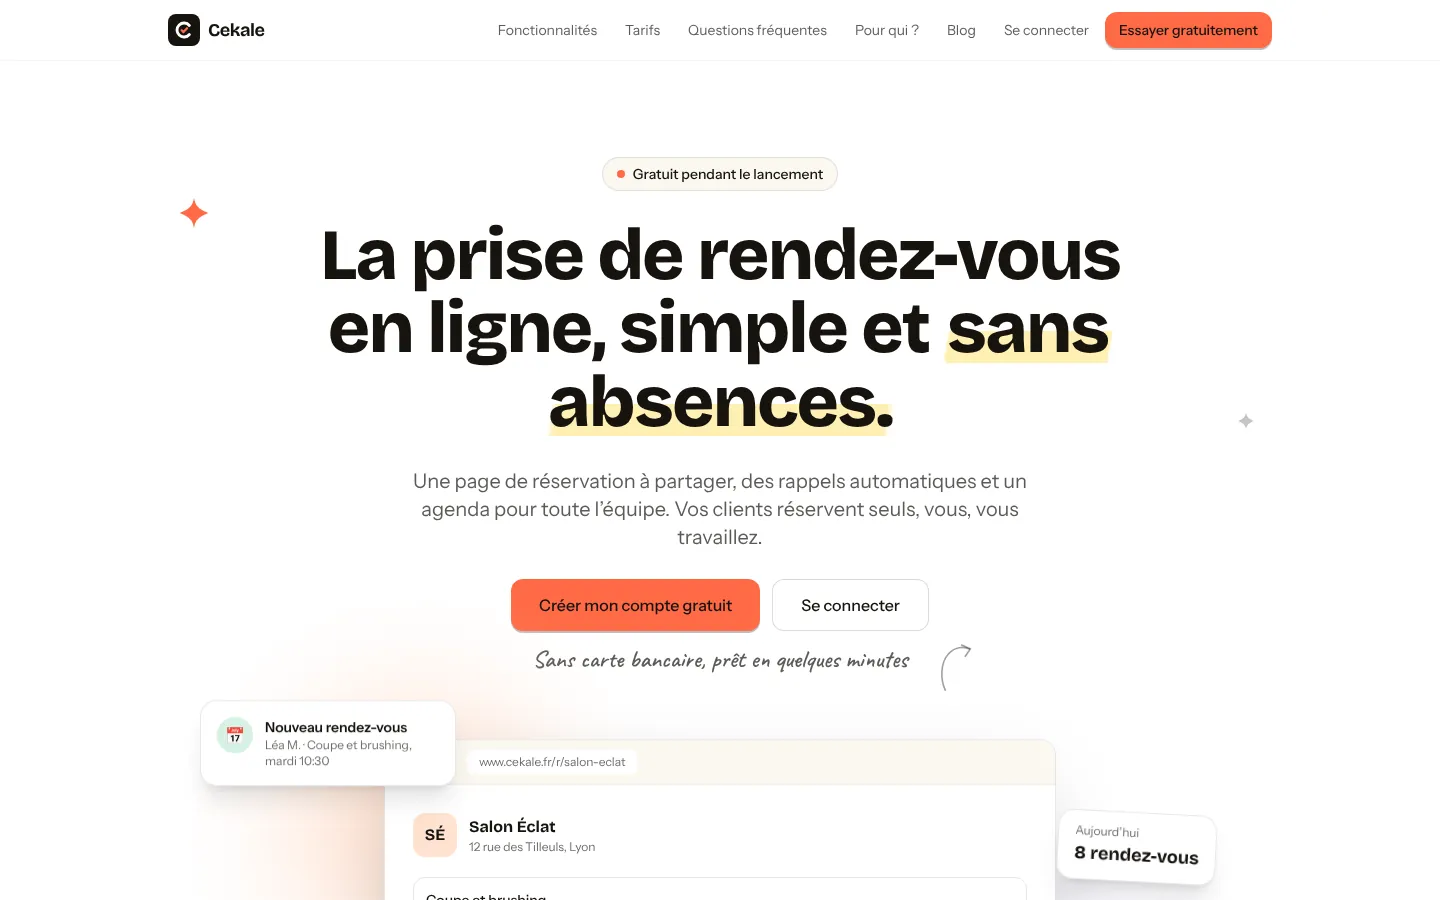 Cekale
Fonctionnalités
Tarifs
Questions fréquentes
Pour qui ?
Blog
Se connecter
Essayer gratuitement
Gratuit pendant le lancement
La prise de rendez-vous
en ligne, simple et sans
absences.
Une page de réservation à partager, des rappels automatiques et un
agenda pour toute l’équipe. Vos clients réservent seuls, vous, vous
travaillez.
Créer mon compte gratuit
Se connecter
Sans carte bancaire, prêt en quelques minutes
Nouveau rendez-vous
Léa M. · Coupe et brushing,
mardi 10:30
17
www.cekale.fr/r/salon-eclat
SÉ
Salon Éclat
12 rue des Tilleuls, Lyon
Aujourd’hui
8 rendez-vous
Coupe et brushing